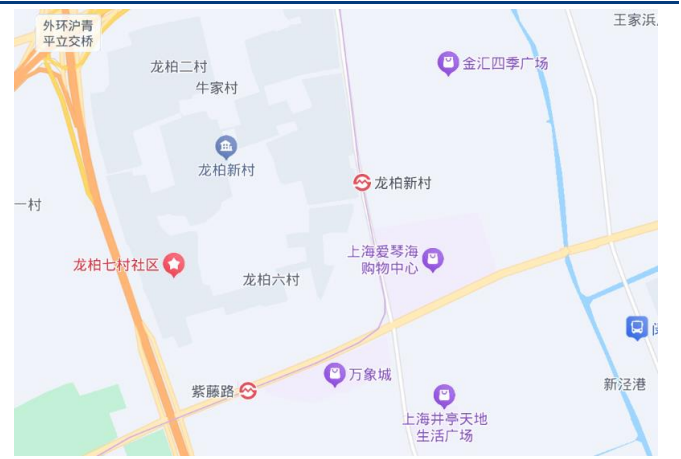 外环沪青
平立交桥
王家浜
龙柏二村
金汇四季广场
牛家村
龙柏新村
龙柏新村
一村
上海爱琴海
购物中心
龙柏七村社区
龙柏六村
万象城
新泾港
紫藤路
上海井亭天地
生活广场